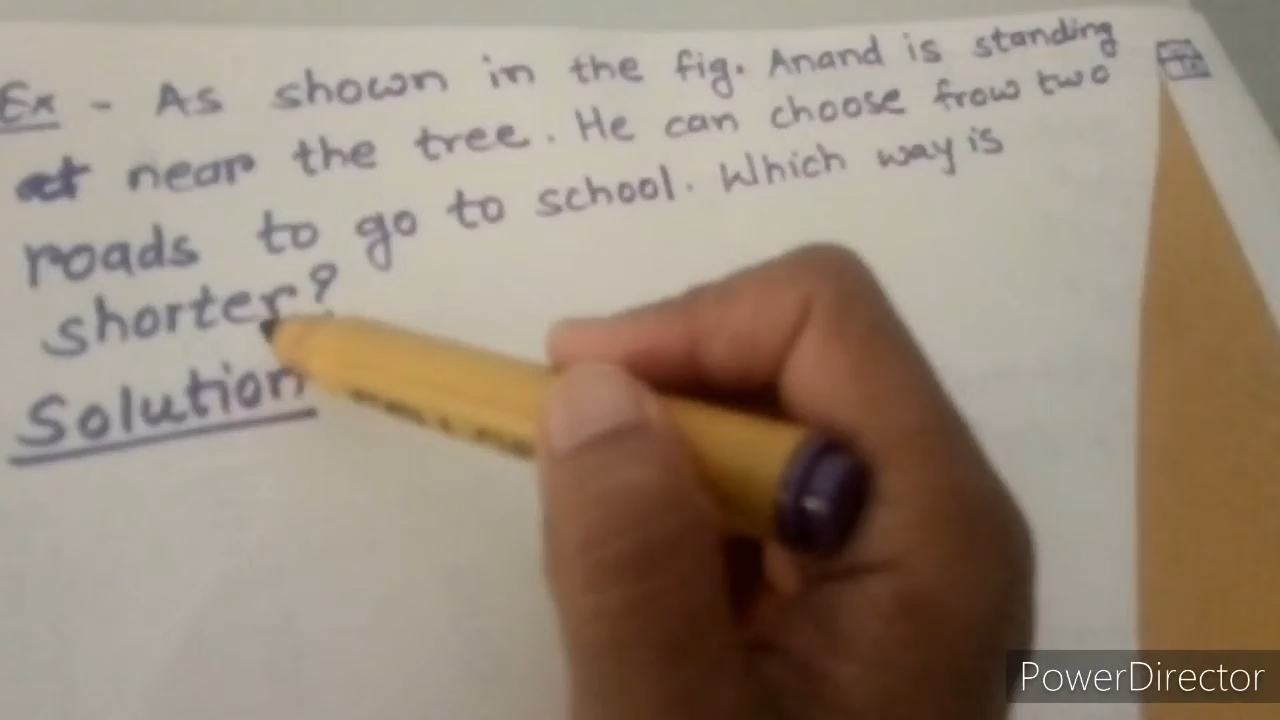 Ex - As shown in the fig. Anand is standing
at near the tree. He can choose frow two
roads to go to school. Which way is
shorter?
Solution
PowerDirector